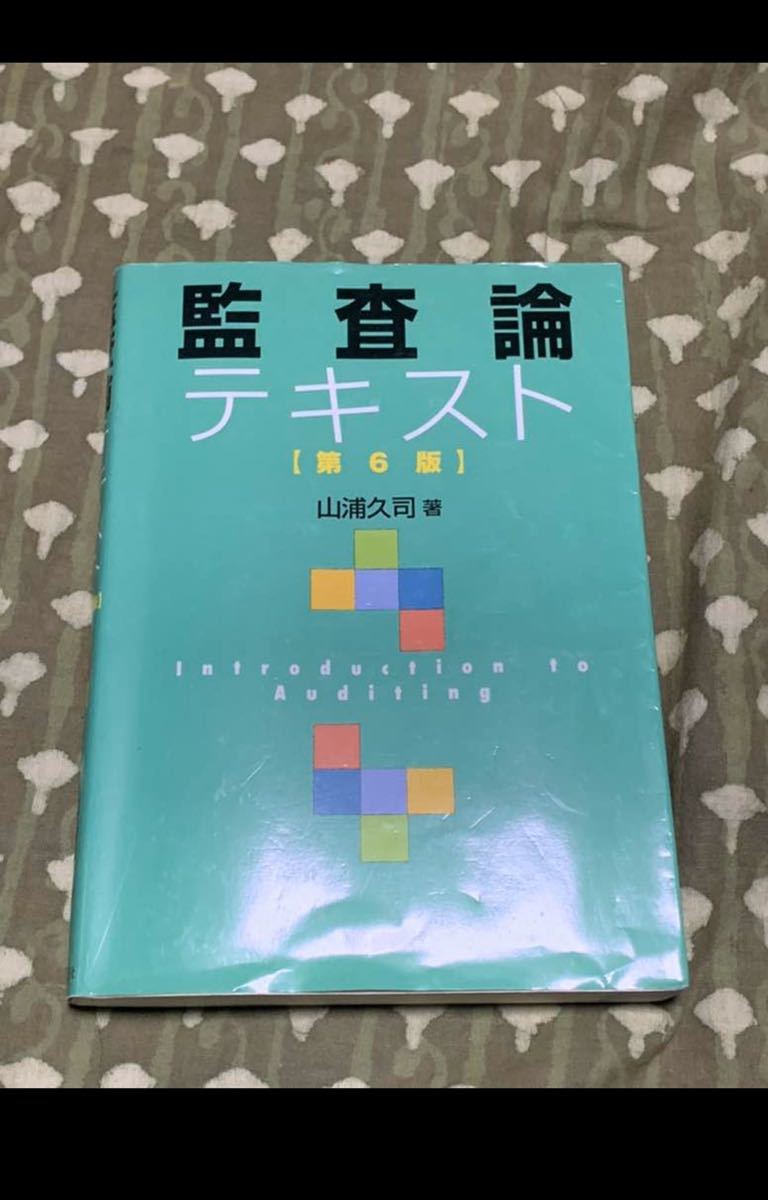 監査論
テキスト
【第6版】
山浦久司 著
Introduction to
Auditing